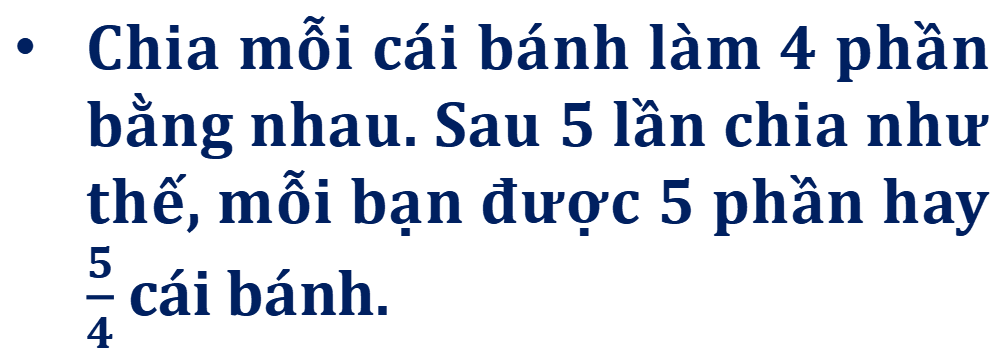 • Chia mỗi cái bánh làm 4 phần
bằng nhau. Sau 5 lần chia như
thế, mỗi bạn được 5 phần hay
5/4 cái bánh.